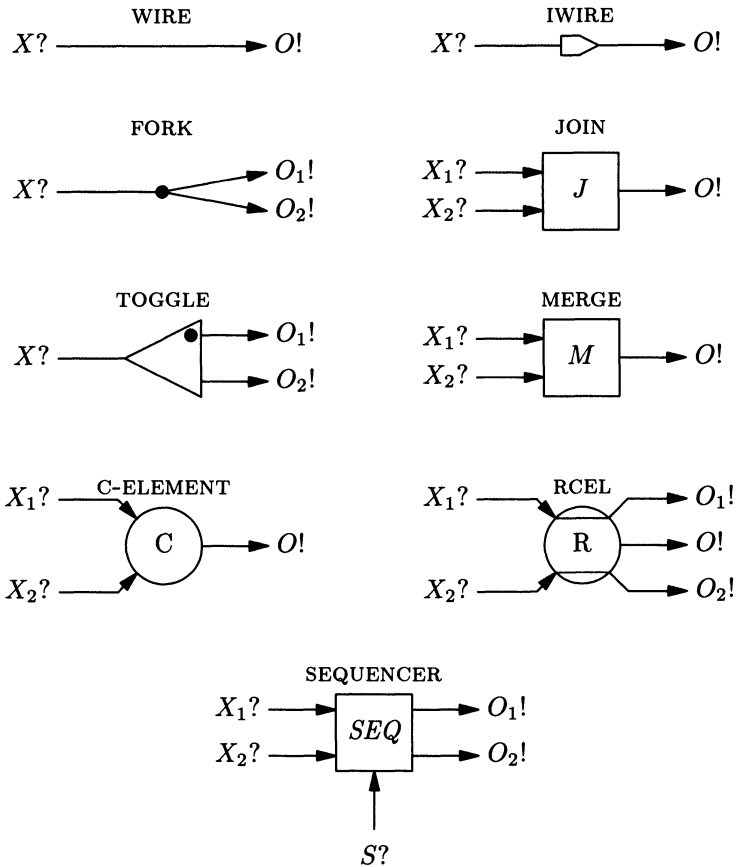 WIRE IWIRE
X? O! X? O!
FORK JOIN
X? O₁! O₂! X₁? X₂? J O!
TOGGLE MERGE
X? O₁! O₂! X₁? X₂? M O!
C-ELEMENT RCEL
X₁? X₂? C O! X₁? X₂? R O₁! O! O₂!
SEQUENCER
X₁? SEQ O₁!
X₂? O₂!
S?